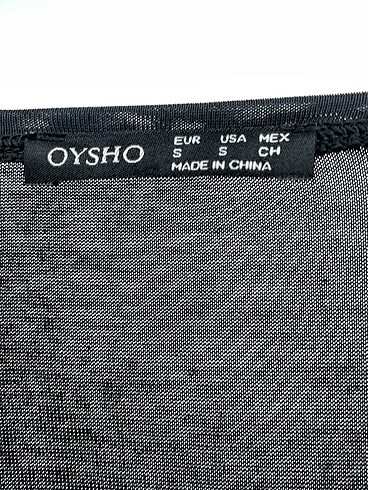 OYSHO
EUR USA MEX
S S CH
MADE IN CHINA